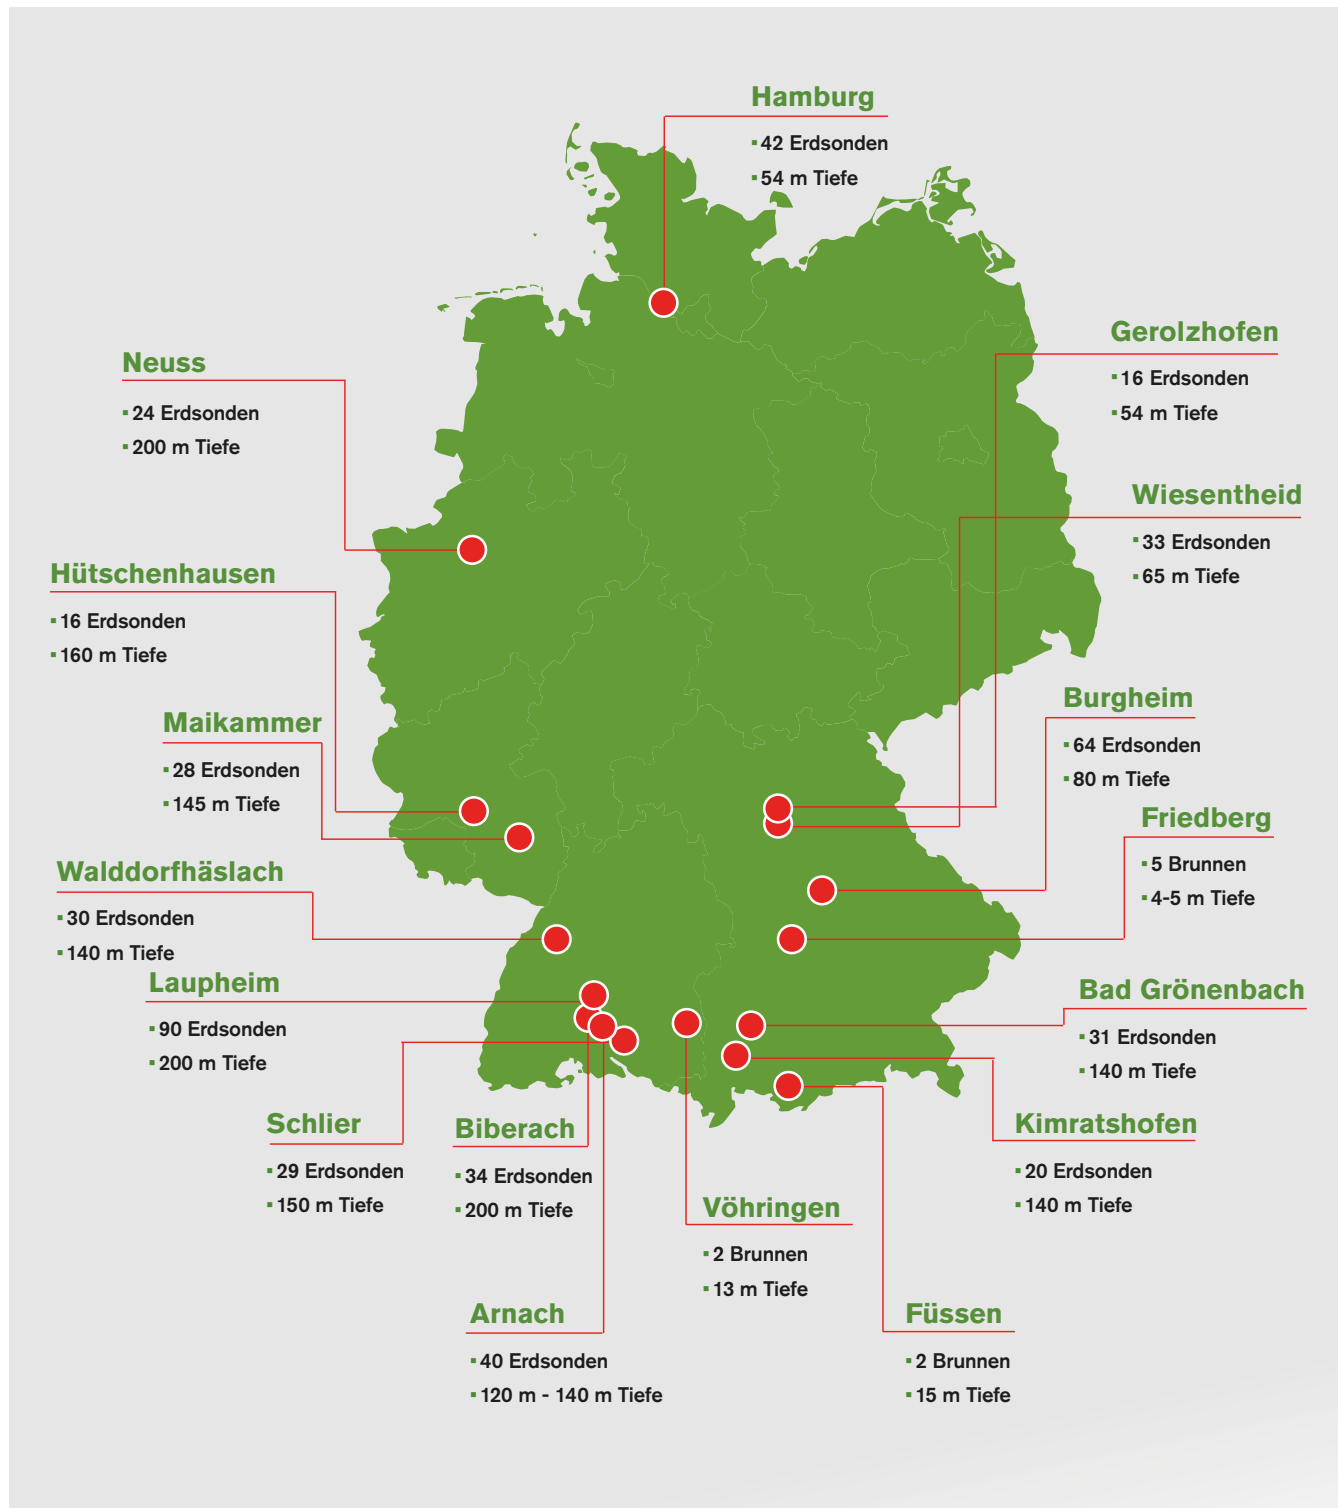 Hamburg
▪ 42 Erdsonden
▪ 54 m Tiefe
Gerolzhofen
▪ 16 Erdsonden
▪ 54 m Tiefe
Neuss
▪ 24 Erdsonden
▪ 200 m Tiefe
Wiesentheid
▪ 33 Erdsonden
▪ 65 m Tiefe
Hütschenhausen
▪ 16 Erdsonden
▪ 160 m Tiefe
Burgheim
▪ 64 Erdsonden
▪ 80 m Tiefe
Maikammer
▪ 28 Erdsonden
▪ 145 m Tiefe
Friedberg
▪ 5 Brunnen
▪ 4-5 m Tiefe
Walddorfhäslach
▪ 30 Erdsonden
▪ 140 m Tiefe
Laupheim
▪ 90 Erdsonden
▪ 200 m Tiefe
Bad Grönenbach
▪ 31 Erdsonden
▪ 140 m Tiefe
Schlier
▪ 29 Erdsonden
▪ 150 m Tiefe
Biberach
▪ 34 Erdsonden
▪ 200 m Tiefe
Kimratshofen
▪ 20 Erdsonden
▪ 140 m Tiefe
Vöhringen
▪ 2 Brunnen
▪ 13 m Tiefe
Arnach
▪ 40 Erdsonden
▪ 120 m - 140 m Tiefe
Füssen
▪ 2 Brunnen
▪ 15 m Tiefe